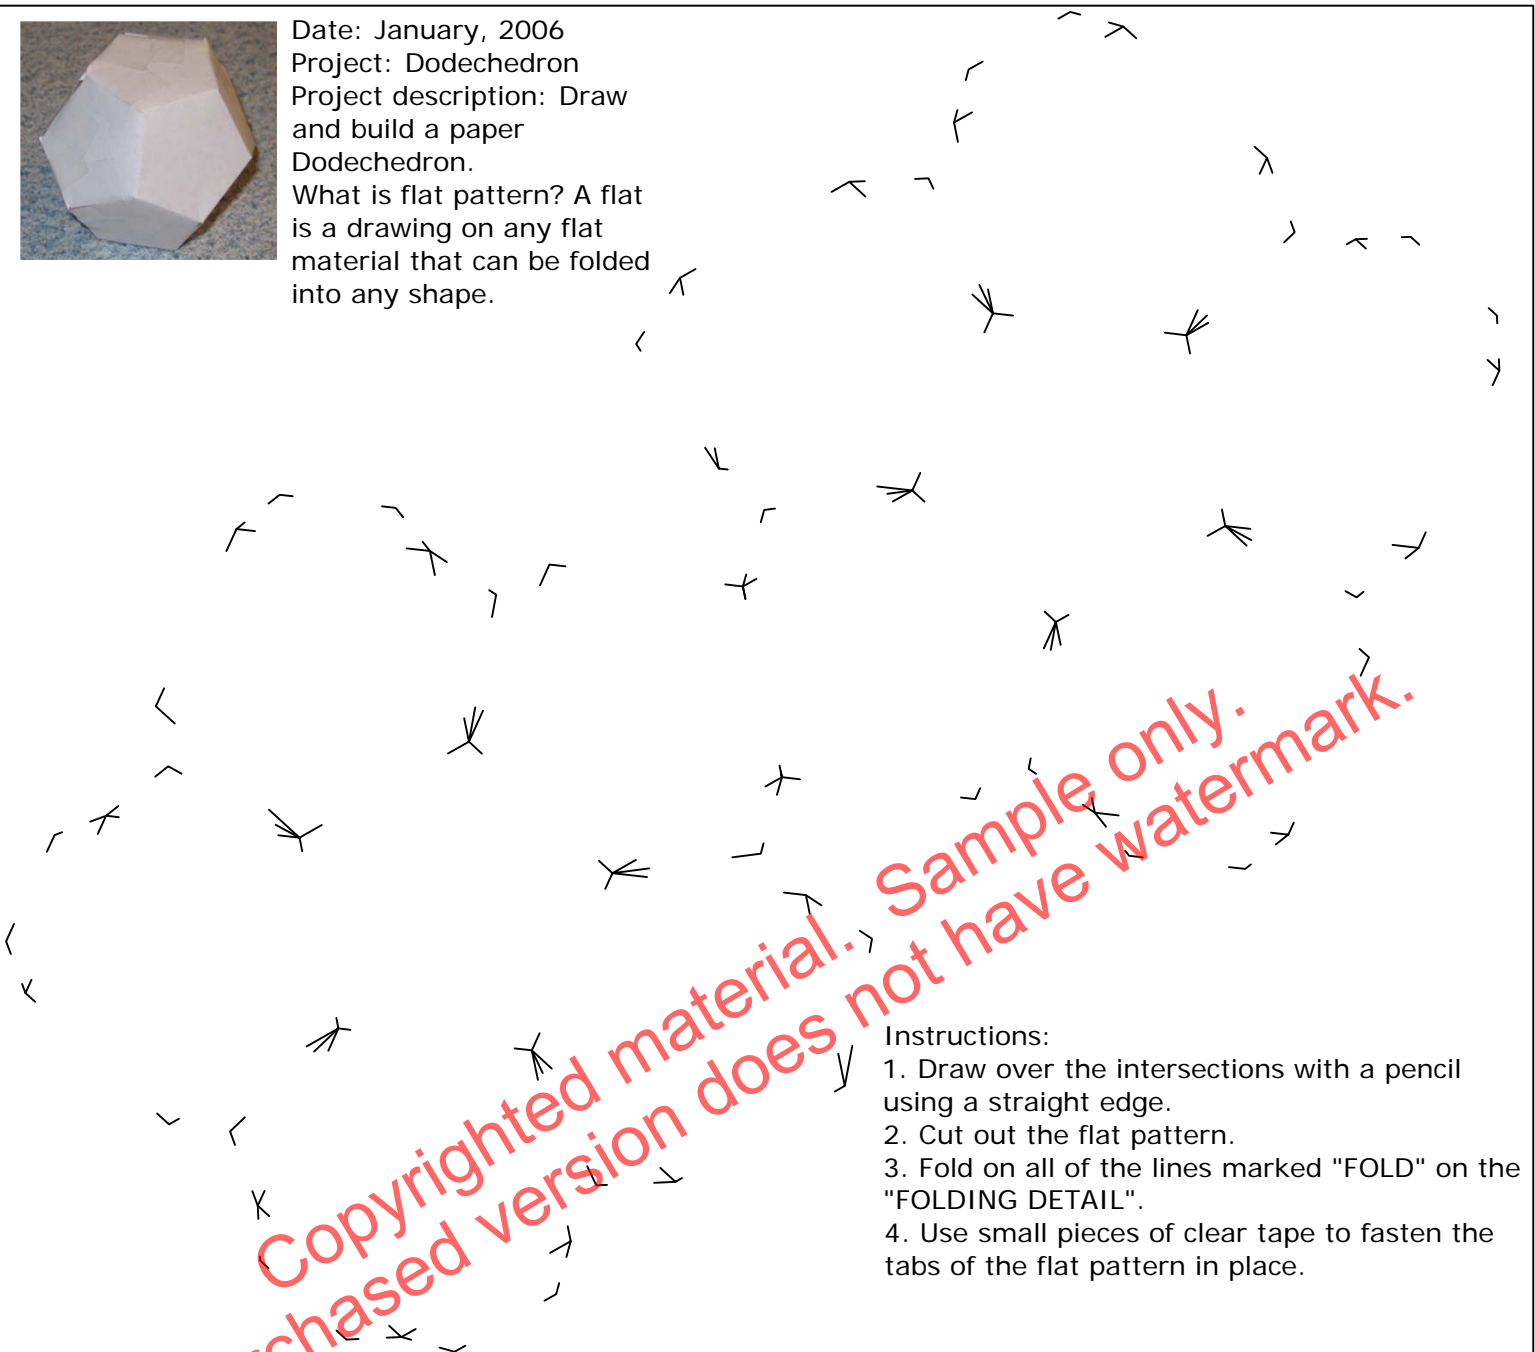 Date: January, 2006
Project: Dodechedron
Project description: Draw
and build a paper
Dodechedron.
What is flat pattern? A flat
is a drawing on any flat
material that can be folded
into any shape.
Copyrighted material. Sample only.
rchased version does not have watermark.
Instructions:
1. Draw over the intersections with a pencil
using a straight edge.
2. Cut out the flat pattern.
3. Fold on all of the lines marked "FOLD" on the
"FOLDING DETAIL".
4. Use small pieces of clear tape to fasten the
tabs of the flat pattern in place.